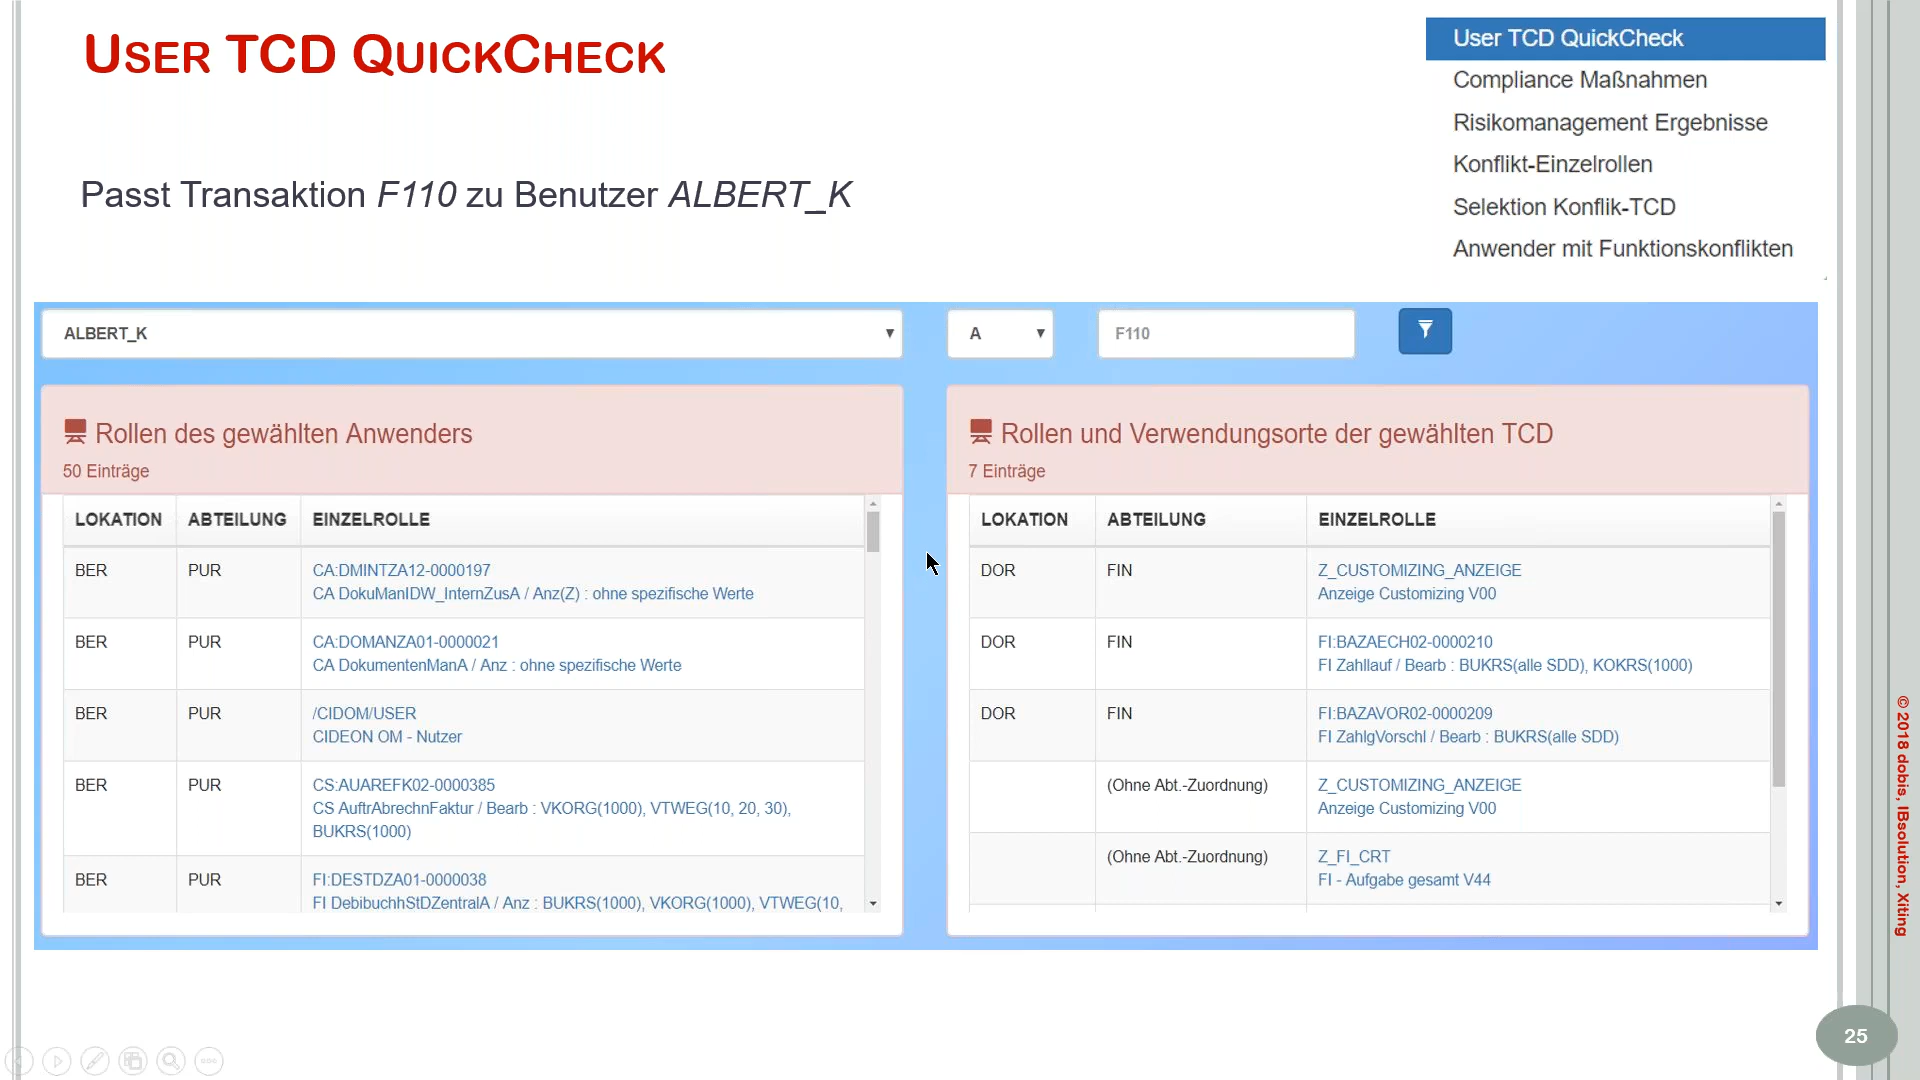 USER TCD QUICKCHECK
User TCD QuickCheck
Compliance Maßnahmen
Risikomanagement Ergebnisse
Konflikt-Einzelrollen
Selektion Konflik-TCD
Anwender mit Funktionskonflikten
Passt Transaktion F110 zu Benutzer ALBERT_K
ALBERT_K
A
F110
Rollen des gewählten Anwenders
50 Einträge
LOKATION ABTEILUNG EINZELROLLE
BER PUR CA:DMINTZA12-0000197
CA DokuManIDW_InternZusA / Anz(Z) : ohne spezifische Werte
BER PUR CA:DOMANZA01-0000021
CA DokumentenManA / Anz : ohne spezifische Werte
BER PUR /CIDOM/USER
CIDEON OM - Nutzer
BER PUR CS:AUAREFK02-0000385
CS AuftrAbrechnFaktur / Bearb : VKORG(1000), VTWEG(10, 20, 30),
BUKRS(1000)
BER PUR FI:DESTDZA01-0000038
FI DebibuchhStDZentralA / Anz : BUKRS(1000), VKORG(1000), VTWEG(10,
Rollen und Verwendungsorte der gewählten TCD
7 Einträge
LOKATION ABTEILUNG EINZELROLLE
DOR FIN Z_CUSTOMIZING_ANZEIGE
Anzeige Customizing V00
DOR FIN FI:BAZAECH02-0000210
FI Zahllauf / Bearb : BUKRS(alle SDD), KOKRS(1000)
DOR FIN FI:BAZAVOR02-0000209
FI ZahlgVorschl / Bearb : BUKRS(alle SDD)
(Ohne Abt.-Zuordnung) Z_CUSTOMIZING_ANZEIGE
Anzeige Customizing V00
(Ohne Abt.-Zuordnung) Z_FI_CRT
FI - Aufgabe gesamt V44
© 2018 dobis, IBsolution, Xiting
25